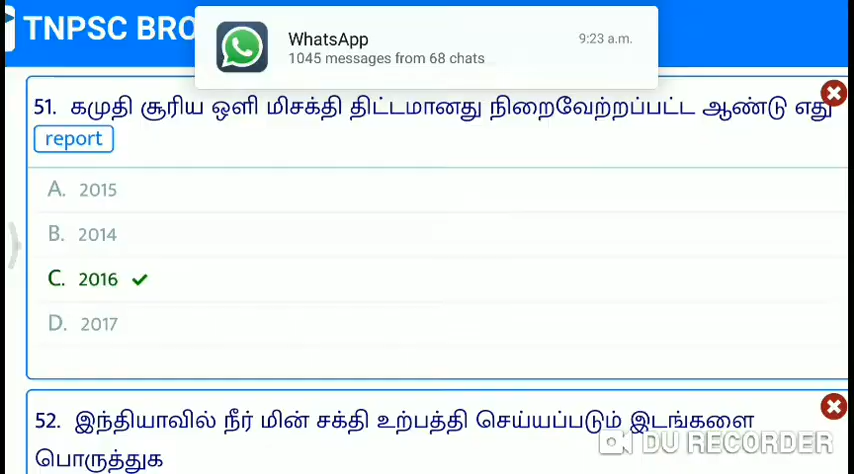 TNPSC BRO
WhatsApp
9:23 a.m.
1045 messages from 68 chats
51. கமுதி சூரிய ஒளி மிசக்தி திட்டமானது நிறைவேற்றப்பட்ட ஆண்டு எது
report
A. 2015
B. 2014
C. 2016
D. 2017
52. இந்தியாவில் நீர் மின் சக்தி உற்பத்தி செய்யப்படும் இடங்களை
பொருத்துக
DU RECORDER